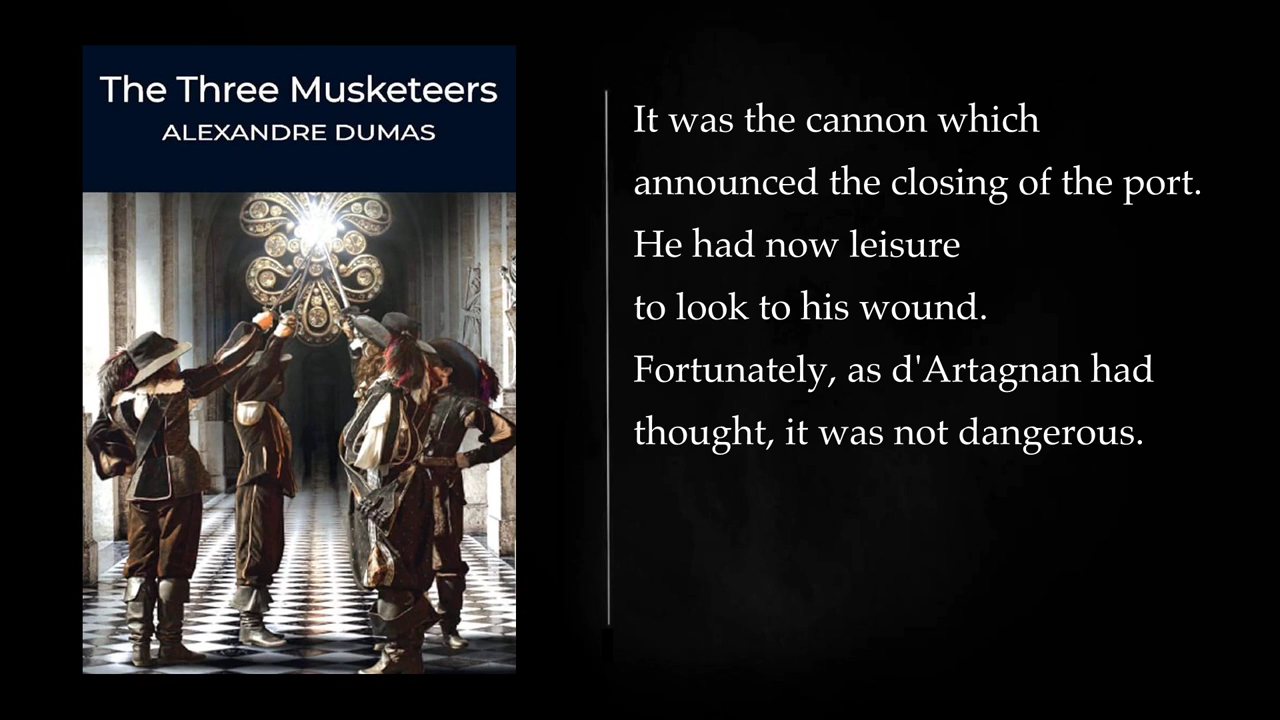 The Three Musketeers
ALEXANDRE DUMAS
It was the cannon which
announced the closing of the port.
He had now leisure
to look to his wound.
Fortunately, as d'Artagnan had
thought, it was not dangerous.